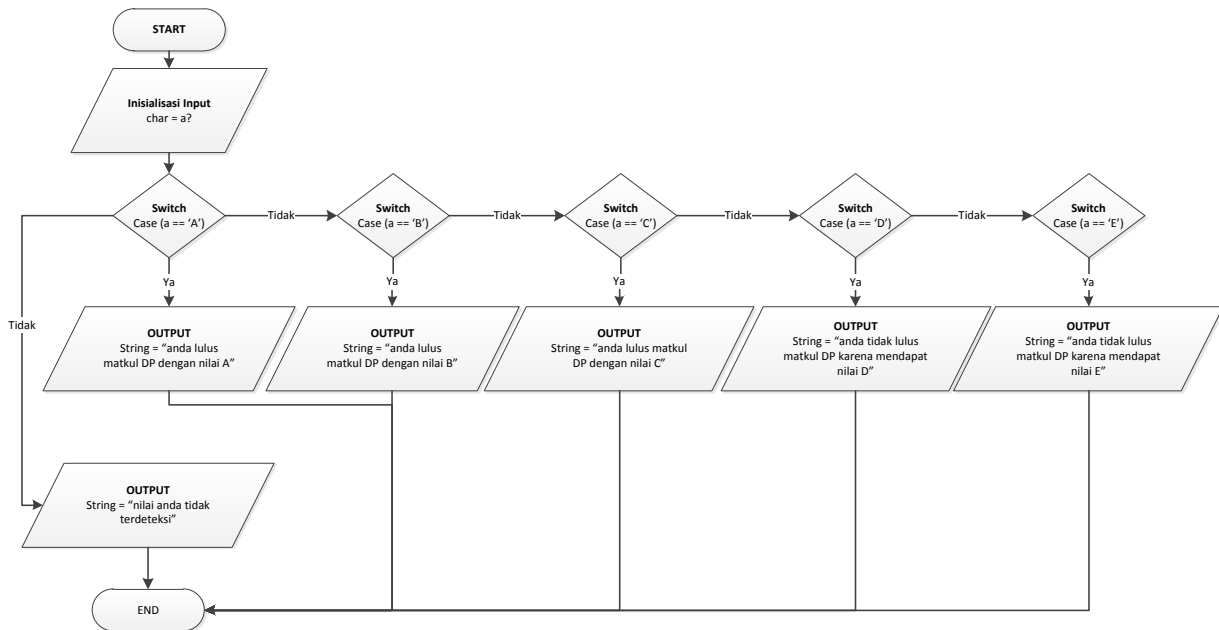 START
Inisialisasi Input
char = a?
Switch
Case (a == ‘A’)
Tidak
Switch
Case (a == ‘B’)
Tidak
Switch
Case (a == ‘C’)
Tidak
Switch
Case (a == ‘D’)
Tidak
Switch
Case (a == ‘E’)
Ya
Ya
Ya
Ya
Ya
Tidak
OUTPUT
String = “anda lulus
matkul DP dengan nilai A”
OUTPUT
String = “anda lulus
matkul DP dengan nilai B”
OUTPUT
String = “anda lulus matkul
DP dengan nilai C”
OUTPUT
String = “anda tidak lulus
matkul DP karena mendapat
nilai D”
OUTPUT
String = “anda tidak lulus
matkul DP karena mendapat
nilai E”
OUTPUT
String = “nilai anda tidak
terdeteksi”
END